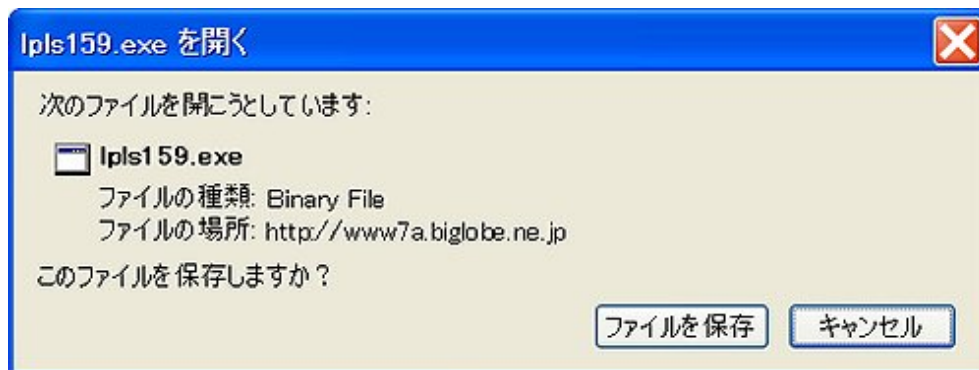 lpls159.exe を開く
次のファイルを開こうとしています:
lpls159.exe
ファイルの種類: Binary File
ファイルの場所: http://www7a.biglobe.ne.jp
このファイルを保存しますか？
ファイルを保存 キャンセル